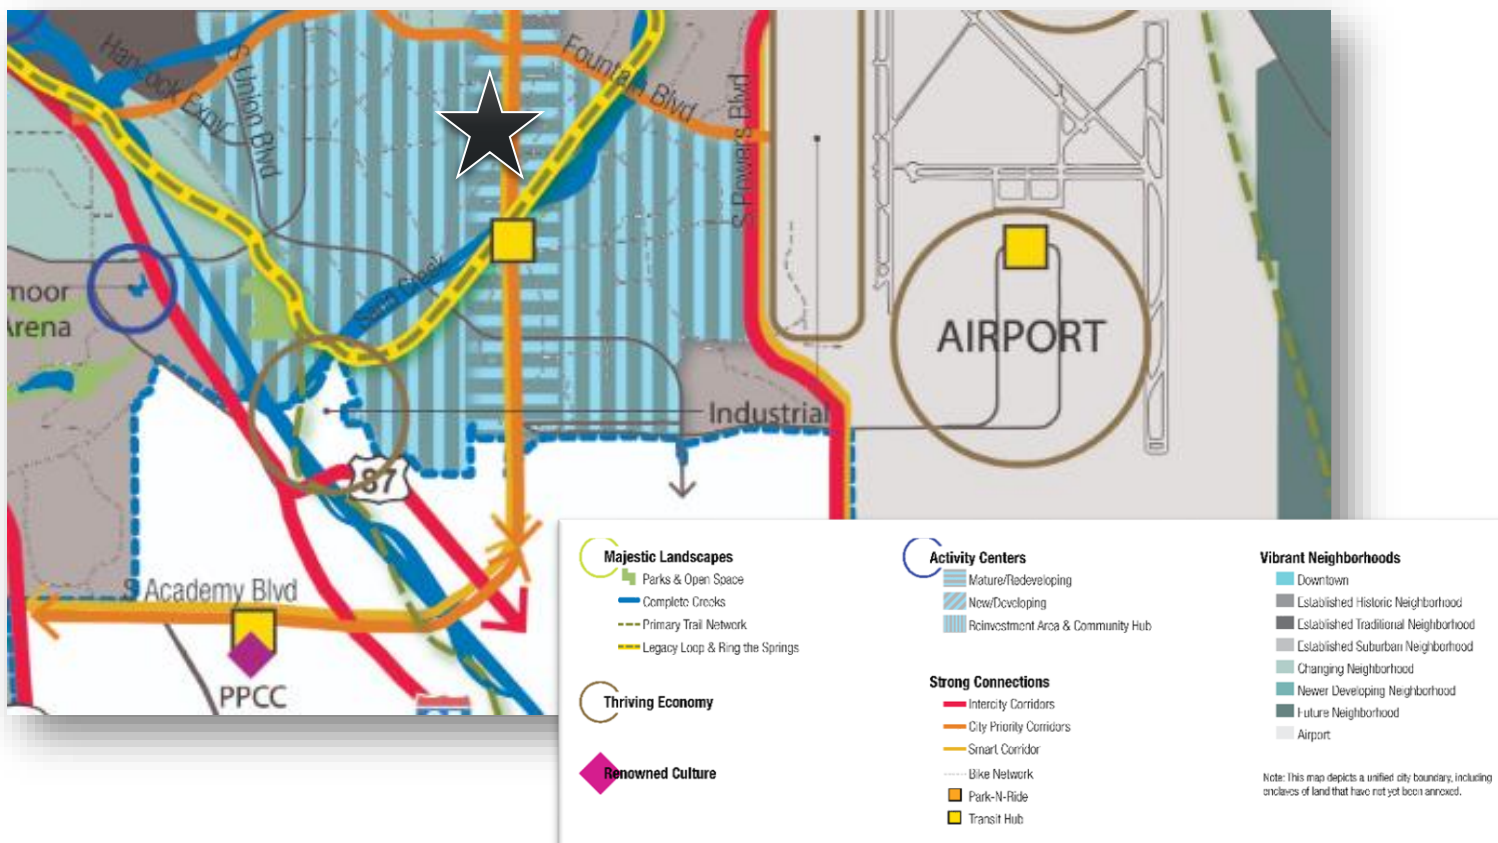 Hancock Expy
S Union Blvd
Fountain Blvd
S Powers Blvd
Sand Creek
moor
Arena
AIRPORT
Industrial
87
S Academy Blvd
PPCC
Majestic Landscapes
Parks & Open Space
Complete Creeks
Primary Trail Network
Legacy Loop & Ring the Springs
Thriving Economy
Renowned Culture
Activity Centers
Mature/Redeveloping
New/Developing
Reinvestment Area & Community Hub
Strong Connections
Intercity Corridors
City Priority Corridors
Smart Corridor
Bike Network
Park-N-Ride
Transit Hub
Vibrant Neighborhoods
Downtown
Established Historic Neighborhood
Established Traditional Neighborhood
Established Suburban Neighborhood
Changing Neighborhood
Newer Developing Neighborhood
Future Neighborhood
Airport
Note: This map depicts a unified city boundary, including
enclaves of land that have not yet been annexed.